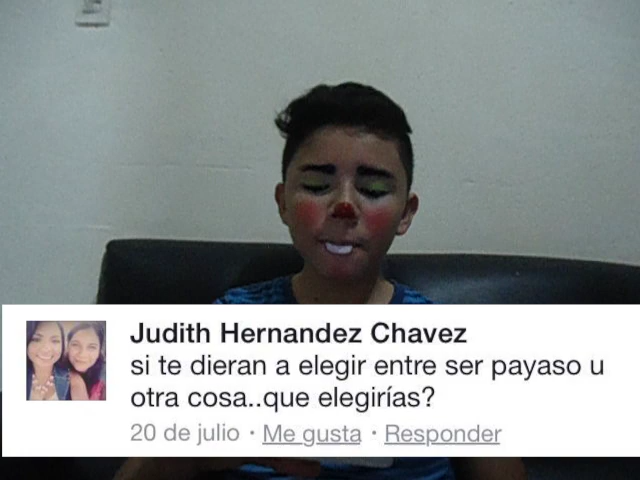 Judith Hernandez Chavez
si te dieran a elegir entre ser payaso u
otra cosa..que elegirías?
20 de julio · Me gusta · Responder